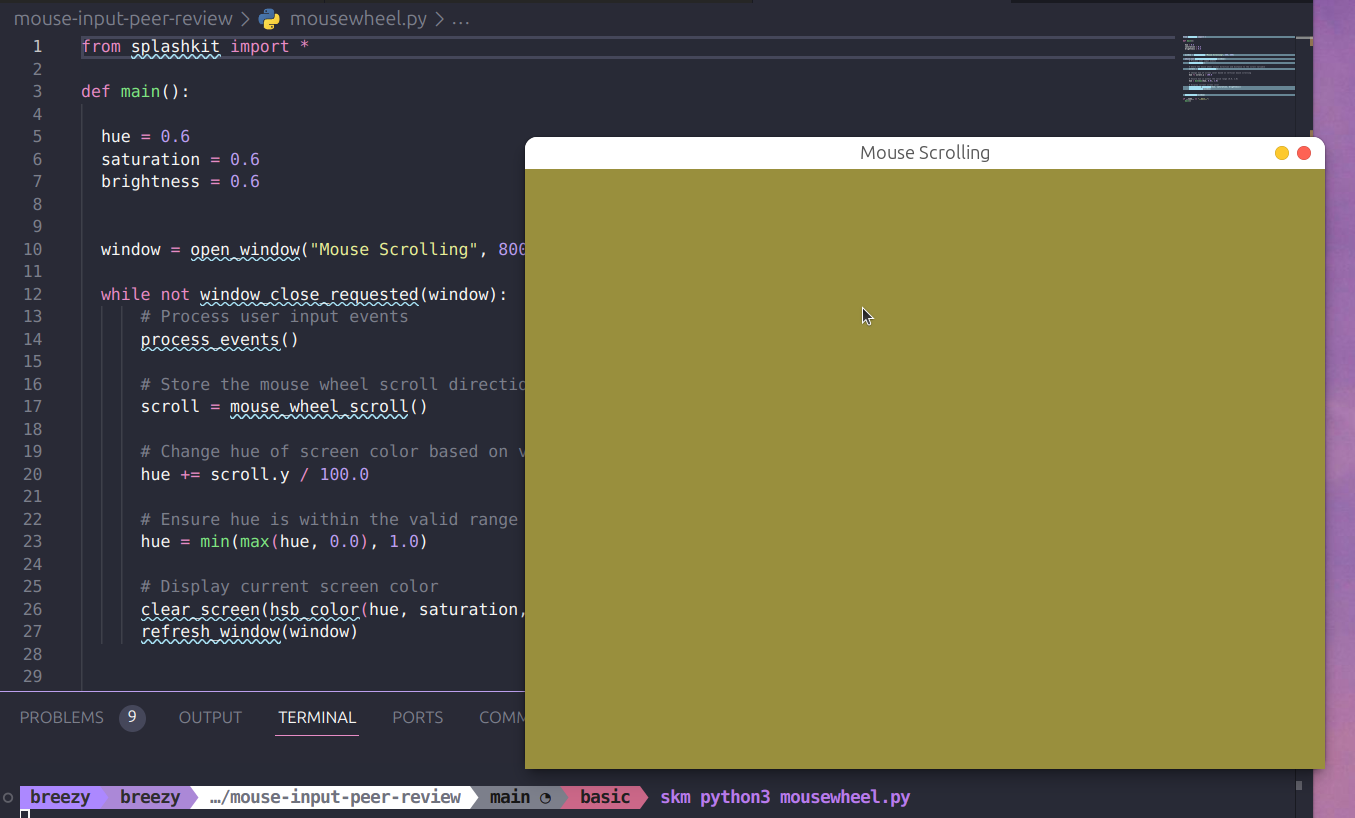 mouse-input-peer-review > mousewheel.py > ...
1 from splashkit import *
2
3 def main():
4
5 hue = 0.6
6 saturation = 0.6
7 brightness = 0.6
8
9
10 window = open_window("Mouse Scrolling", 800
11
12 while not window_close_requested(window):
13 # Process user input events
14 process_events()
15
16 # Store the mouse wheel scroll directio
17 scroll = mouse_wheel_scroll()
18
19 # Change hue of screen color based on v
20 hue += scroll.y / 100.0
21
22 # Ensure hue is within the valid range
23 hue = min(max(hue, 0.0), 1.0)
24
25 # Display current screen color
26 clear_screen(hsb_color(hue, saturation,
27 refresh_window(window)
28
29
Mouse Scrolling
PROBLEMS 9 OUTPUT TERMINAL PORTS COMM
breezy breezy …/mouse-input-peer-review main basic skm python3 mousewheel.py